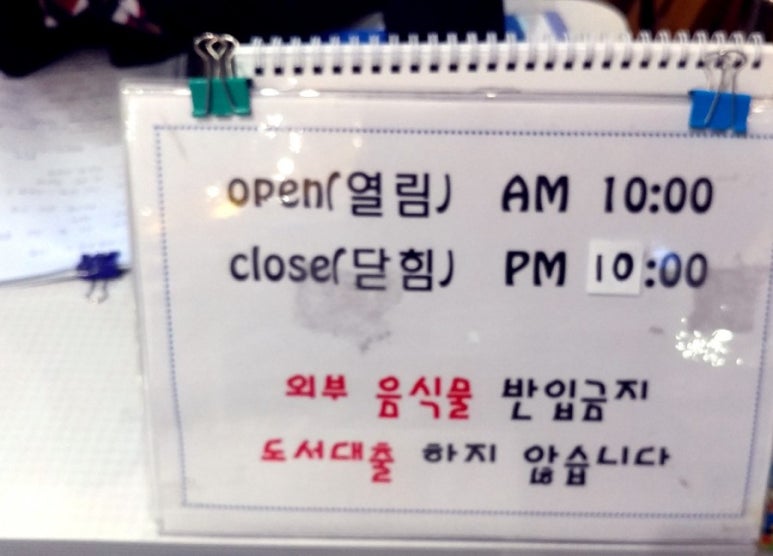 open(열림) AM 10:00
close(닫힘) PM 10:00
외부 음식물 반입금지
도서대출 하지 않습니다